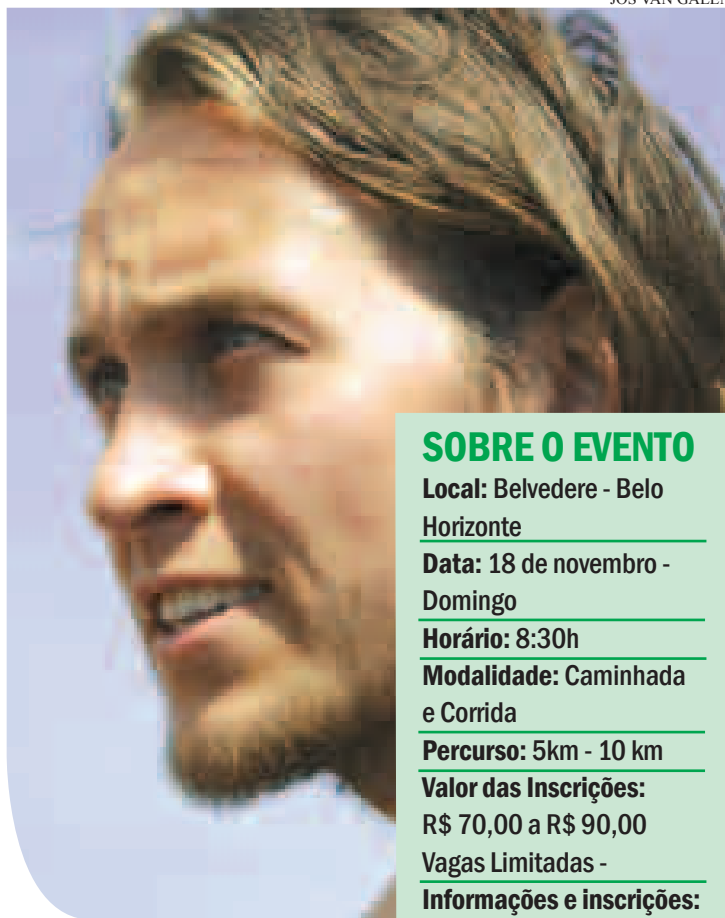 SOBRE O EVENTO
Local: Belvedere - Belo
Horizonte
Data: 18 de novembro -
Domingo
Horário: 8:30h
Modalidade: Caminhada
e Corrida
Percurso: 5km - 10 km
Valor das Inscrições:
R$ 70,00 a R$ 90,00
Vagas Limitadas -
Informações e inscrições: